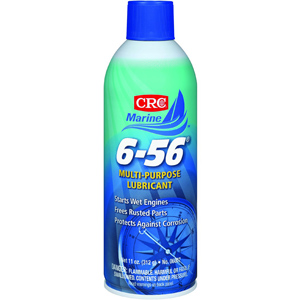 CRC
Marine
6-56®
MULTI-PURPOSE
LUBRICANT
Starts Wet Engines
Frees Rusted Parts
Protects Against Corrosion